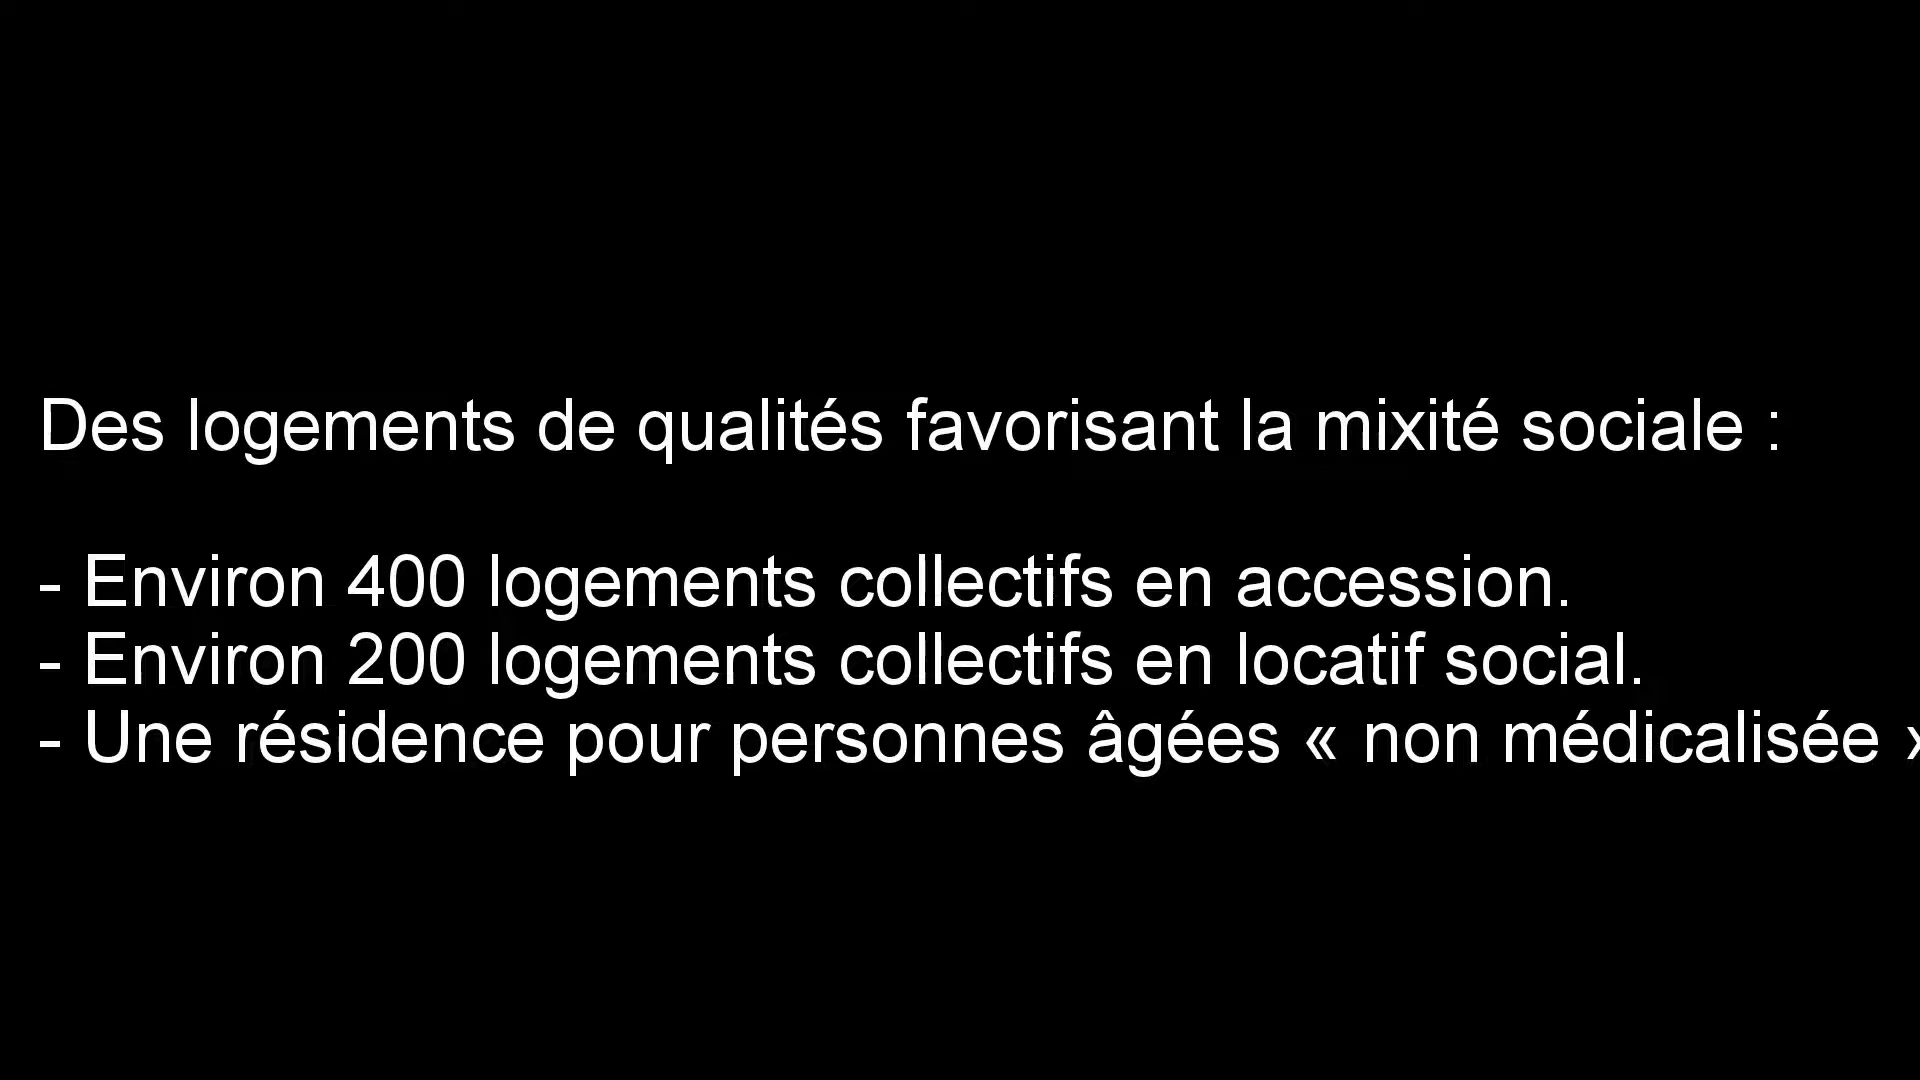 Des logements de qualités favorisant la mixité sociale :
- Environ 400 logements collectifs en accession.
- Environ 200 logements collectifs en locatif social.
- Une résidence pour personnes âgées « non médicalisée »